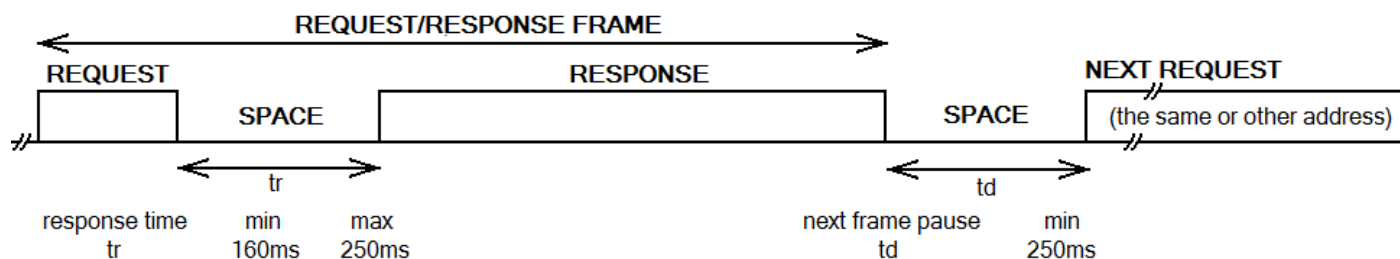 REQUEST/RESPONSE FRAME
REQUEST
RESPONSE
NEXT REQUEST
SPACE
SPACE
(the same or other address)
tr
td
response time min max next frame pause min
tr 160ms 250ms td 250ms